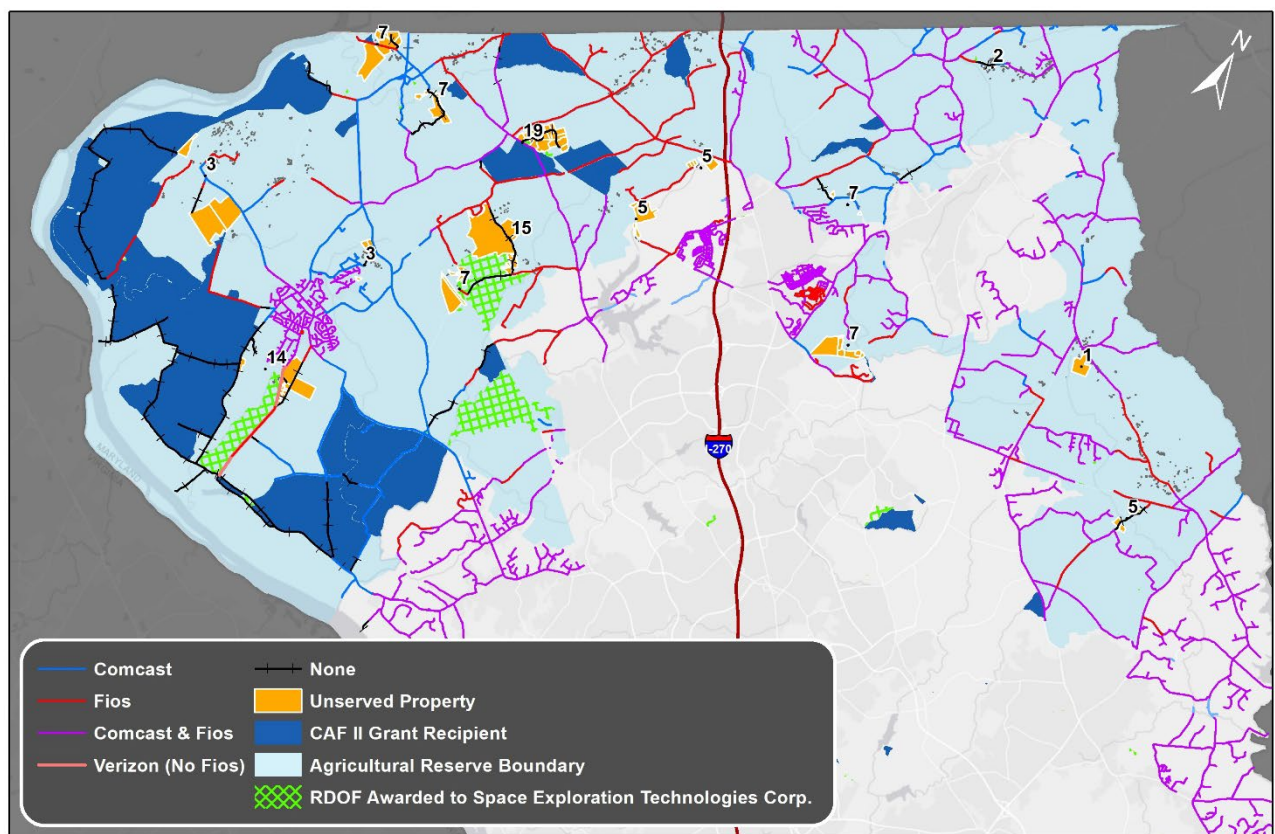 N
7
2
7
19
3
5
7
5
15
3
7
7
1
14
-270
MARYLAND
VIRGINIA
5
Comcast
None
Fios
Unserved Property
Comcast & Fios
CAF II Grant Recipient
Verizon (No Fios)
Agricultural Reserve Boundary
RDOF Awarded to Space Exploration Technologies Corp.